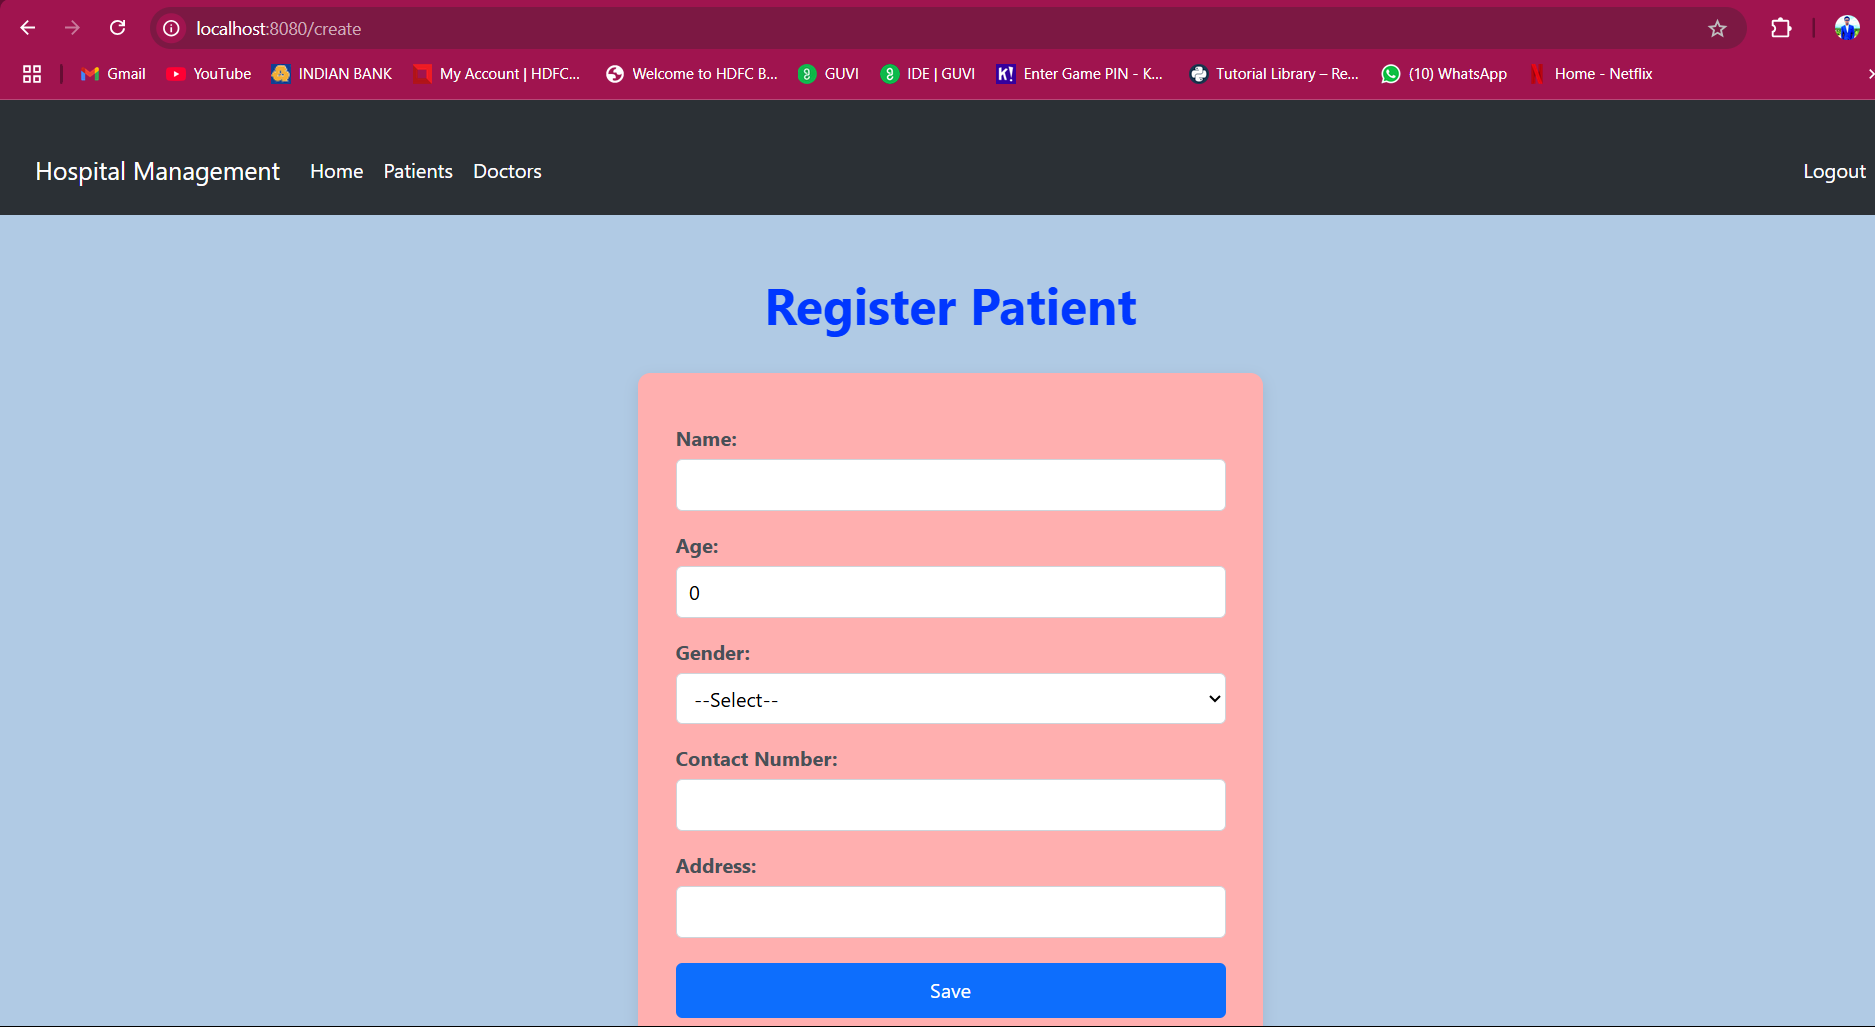 localhost:8080/create
Gmail YouTube INDIAN BANK My Account | HDFC... Welcome to HDFC B... GUVI IDE | GUVI K! Enter Game PIN - K... Tutorial Library – Re... (10) WhatsApp Home - Netflix
Hospital Management Home Patients Doctors Logout
Register Patient
Name:
Age:
0
Gender:
--Select--
Contact Number:
Address:
Save